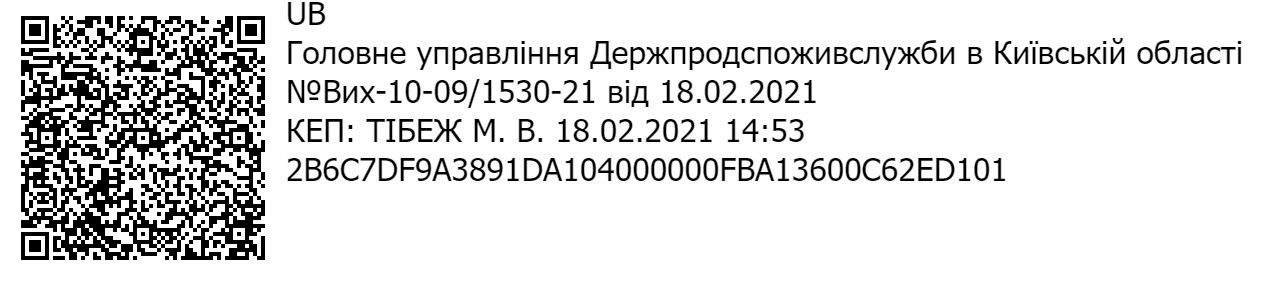 UB
Головне управління Держпродспоживслужби в Київській області
№Вих-10-09/1530-21 від 18.02.2021
КЕП: ТІБЕЖ М. В. 18.02.2021 14:53
2B6C7DF9A3891DA104000000FBA13600C62ED101